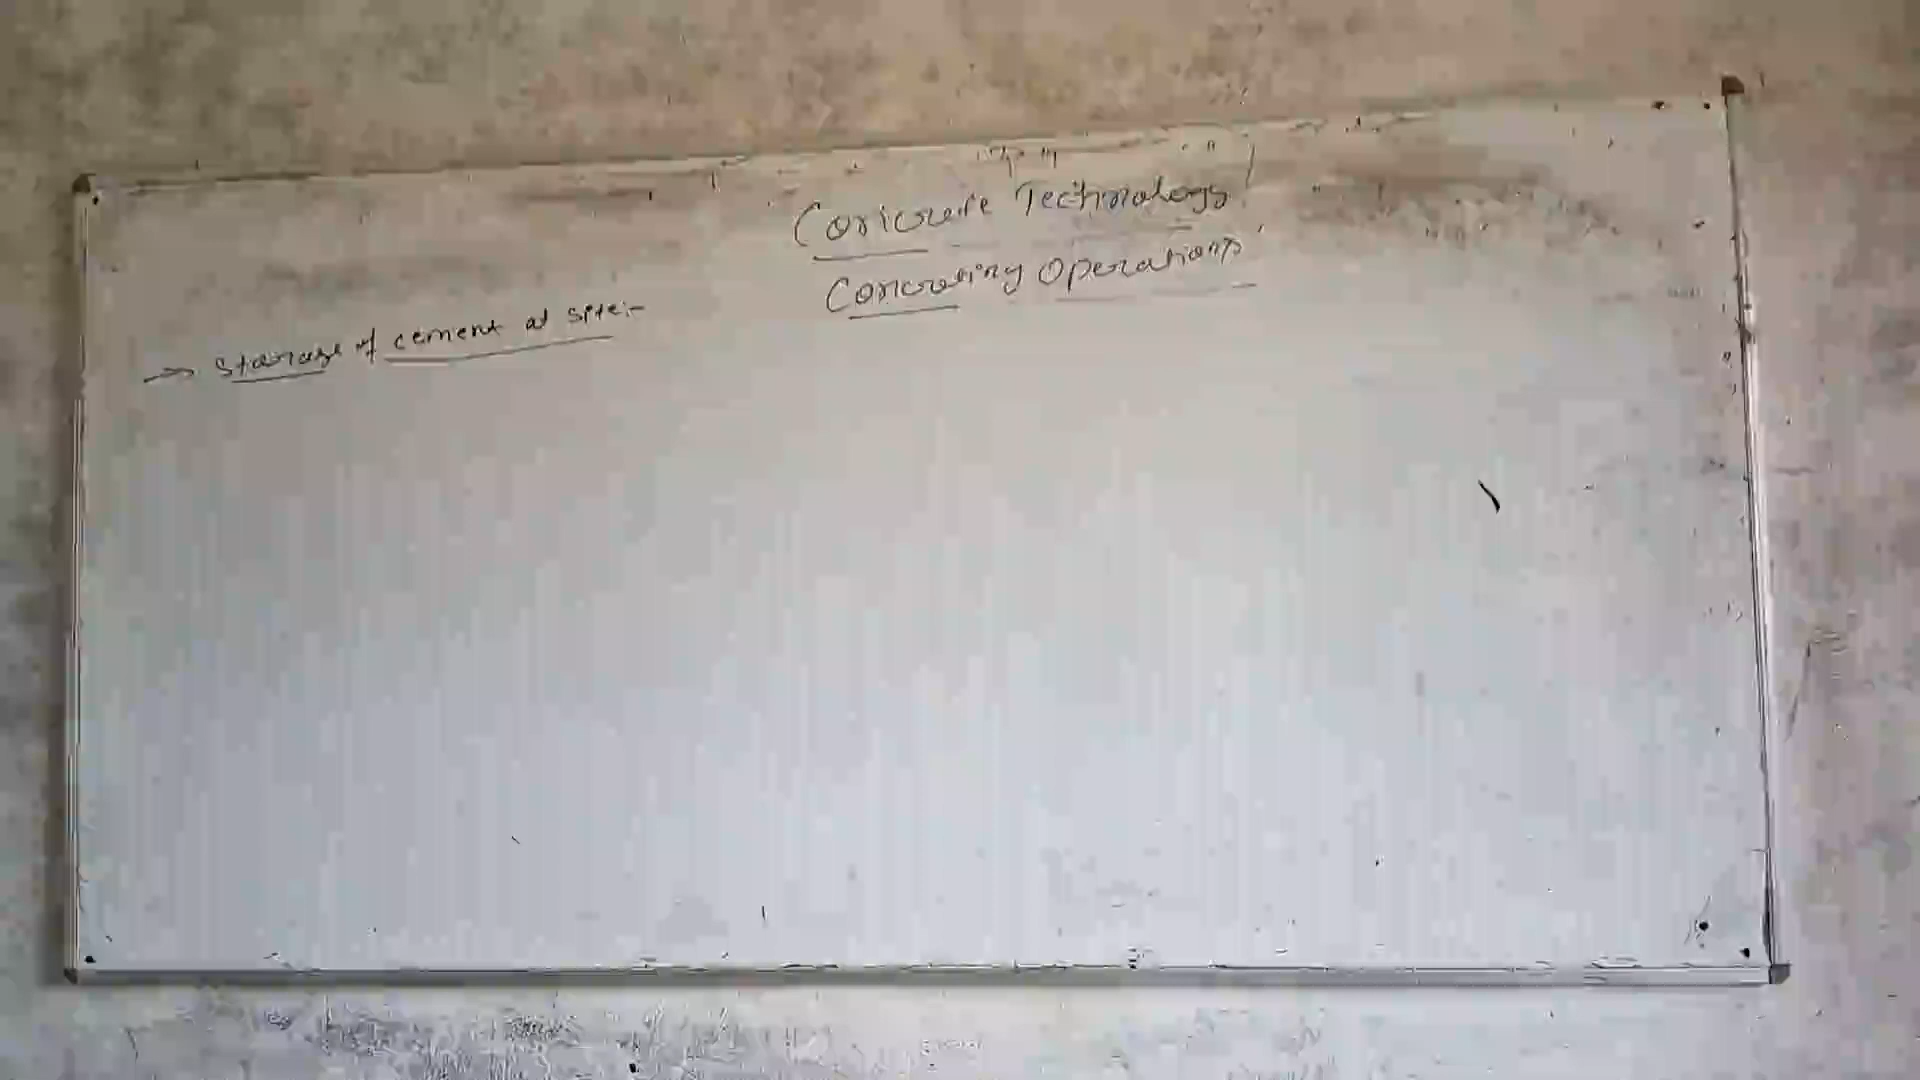 Concrete Technology
Concreting Operations
→ Storage of cement at site:-